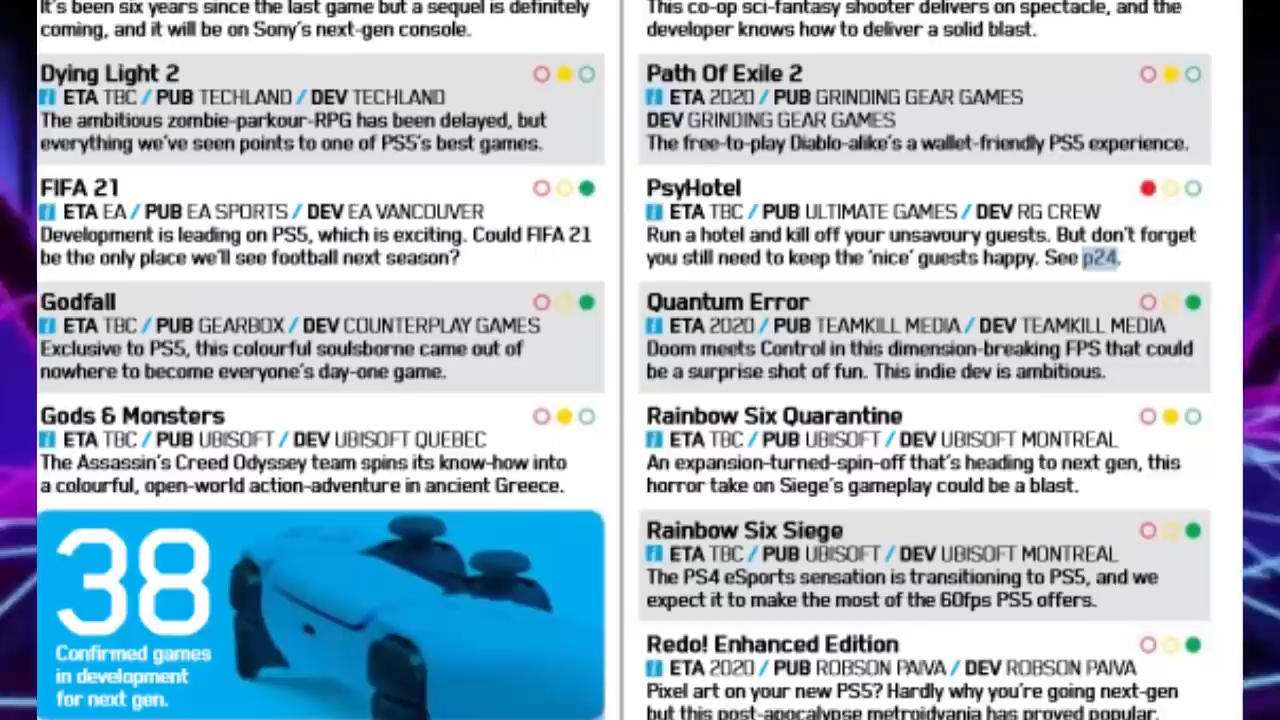 It's been six years since the last game but a sequel is definitely
coming, and it will be on Sony's next-gen console.
Dying Light 2
ETA TBC / PUB TECHLAND / DEV TECHLAND
The ambitious zombie-parkour-RPG has been delayed, but
everything we've seen points to one of PS5's best games.
FIFA 21
ETA EA / PUB EA SPORTS / DEV EA VANCOUVER
Development is leading on PS5, which is exciting. Could FIFA 21
be the only place we'll see football next season?
Godfall
ETA TBC / PUB GEARBOX / DEV COUNTERPLAY GAMES
Exclusive to PS5, this colourful soulsborne came out of
nowhere to become everyone's day-one game.
Gods & Monsters
ETA TBC / PUB UBISOFT / DEV UBISOFT QUEBEC
The Assassin's Creed Odyssey team spins its know-how into
a colourful, open-world action-adventure in ancient Greece.
38
Confirmed games
in development
for next gen.
This co-op sci-fantasy shooter delivers on spectacle, and the
developer knows how to deliver a solid blast.
Path Of Exile 2
ETA 2020 / PUB GRINDING GEAR GAMES
DEV GRINDING GEAR GAMES
The free-to-play Diablo-alike's a wallet-friendly PS5 experience.
PsyHotel
ETA TBC / PUB ULTIMATE GAMES / DEV RG CREW
Run a hotel and kill off your unsavoury guests. But don't forget
you still need to keep the 'nice' guests happy. See p24.
Quantum Error
ETA 2020 / PUB TEAMKILL MEDIA / DEV TEAMKILL MEDIA
Doom meets Control in this dimension-breaking FPS that could
be a surprise shot of fun. This indie dev is ambitious.
Rainbow Six Quarantine
ETA TBC / PUB UBISOFT / DEV UBISOFT MONTREAL
An expansion-turned-spin-off that's heading to next gen, this
horror take on Siege's gameplay could be a blast.
Rainbow Six Siege
ETA TBC / PUB UBISOFT / DEV UBISOFT MONTREAL
The PS4 eSports sensation is transitioning to PS5, and we
expect it to make the most of the 60fps PS5 offers.
Redo! Enhanced Edition
ETA 2020 / PUB ROBSON PAIVA / DEV ROBSON PAIVA
Pixel art on your new PS5? Hardly why you're going next-gen
but this post-apocalypse metroidvania has proved popular.